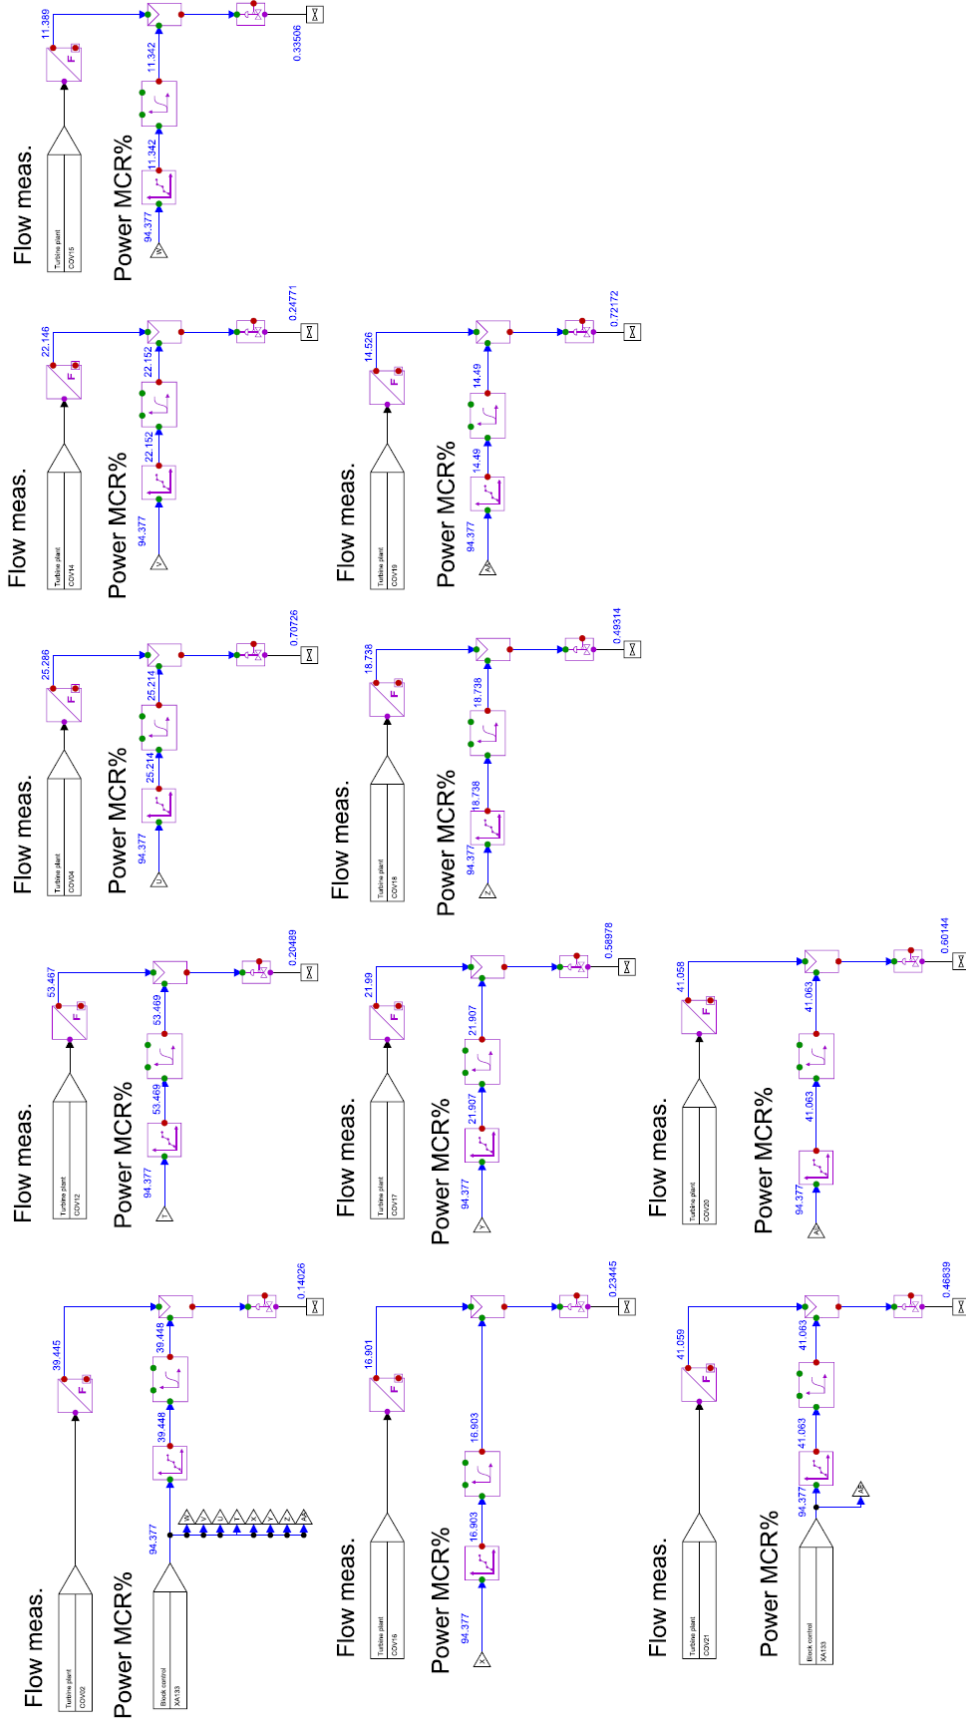 Flow meas.
Turbine plant
COV02
39.445
Power MCR%
Block control
XA133
94.377
39.448
39.448
W
V
U
T
X
Y
Z
0.14026
Flow meas.
Turbine plant
COV12
F
53.467
Power MCR%
T
94.377
53.469
53.469
0.20489
Flow meas.
Turbine plant
COV04
F
25.286
Power MCR%
U
94.377
25.214
25.214
0.70726
Flow meas.
Turbine plant
COV14
F
22.146
Power MCR%
V
94.377
22.152
22.152
0.24771
Flow meas.
Turbine plant
COV15
F
11.389
Power MCR%
W
94.377
11.342
11.342
0.33506
Flow meas.
Turbine plant
COV16
F
16.901
Power MCR%
X
94.377
16.903
16.903
0.23445
Flow meas.
Turbine plant
COV17
F
21.99
Power MCR%
Y
94.377
21.907
21.907
0.58978
Flow meas.
Turbine plant
COV18
F
18.738
Power MCR%
Z
94.377
18.738
18.738
0.49314
Flow meas.
Turbine plant
COV19
F
14.526
Power MCR%
94.377
14.49
14.49
0.72172
Flow meas.
Turbine plant
COV21
F
41.059
Power MCR%
Block control
XA133
94.377
41.063
41.063
0.46839
Flow meas.
Turbine plant
COV20
F
41.058
Power MCR%
94.377
41.063
41.063
0.60144